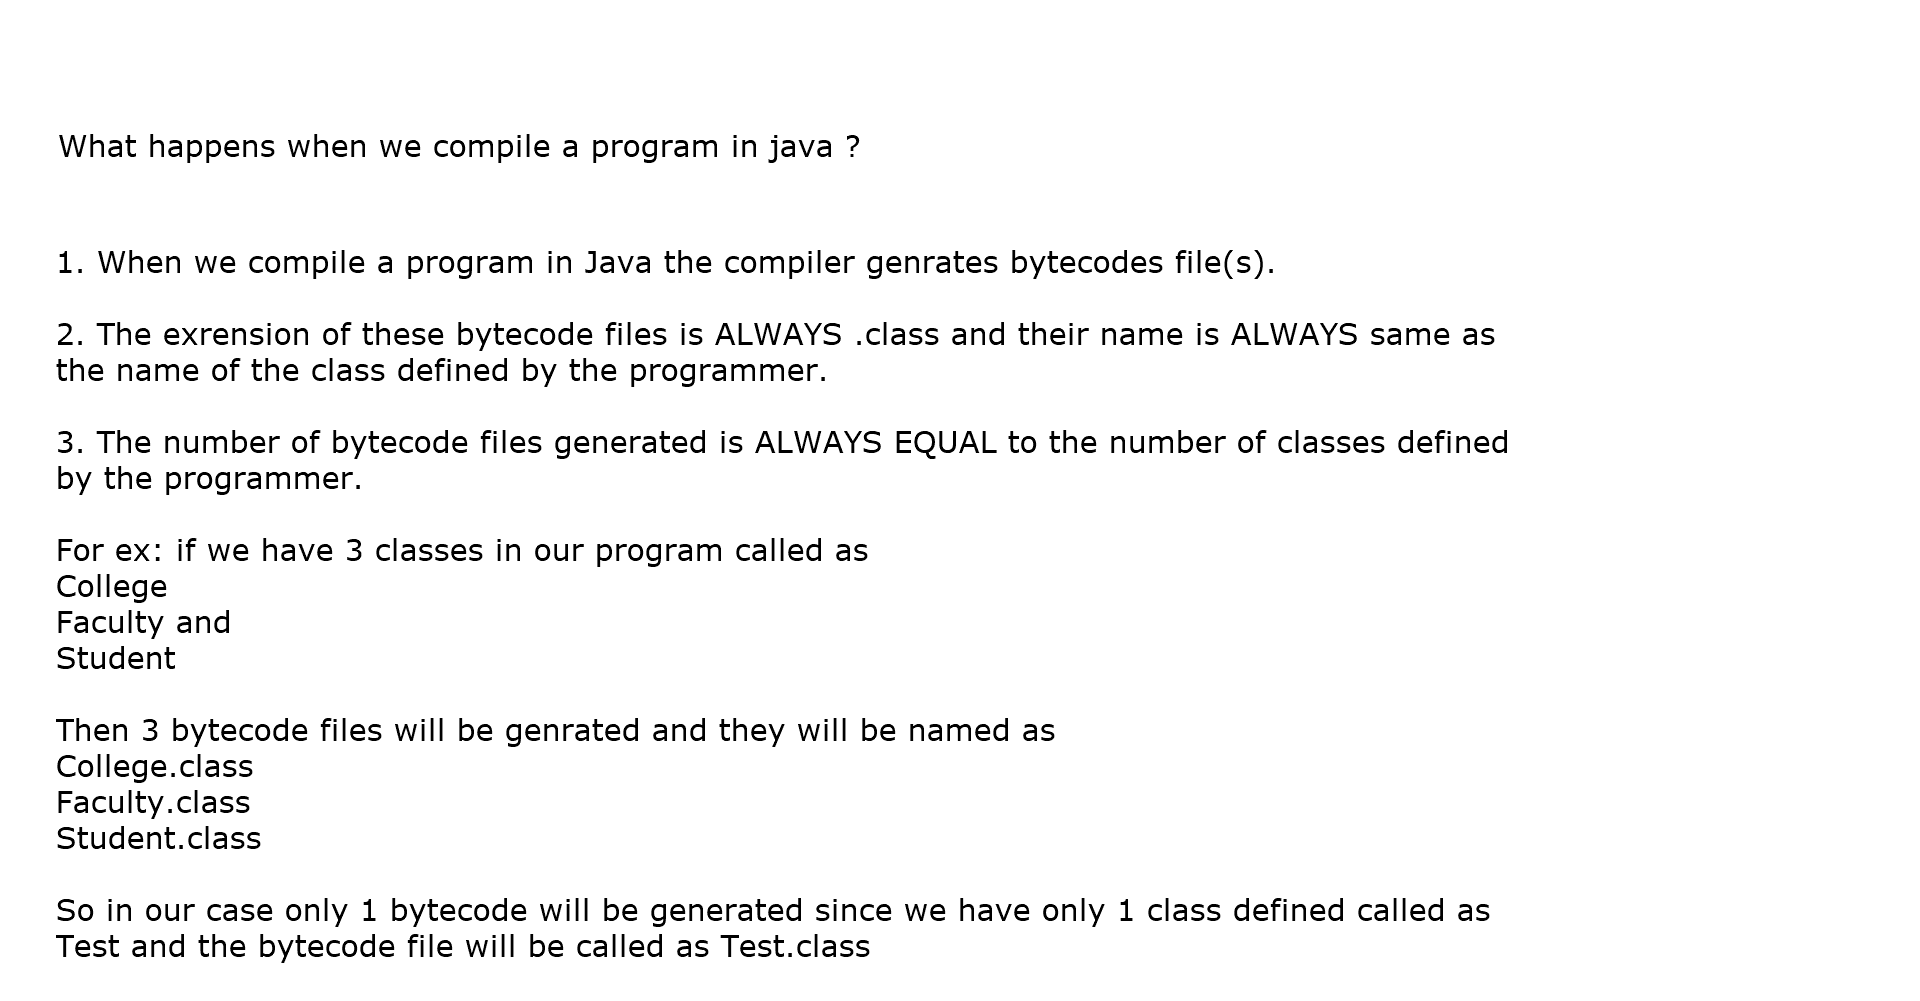 What happens when we compile a program in java ?
1. When we compile a program in Java the compiler genrates bytecodes file(s).
2. The exrension of these bytecode files is ALWAYS .class and their name is ALWAYS same as
the name of the class defined by the programmer.
3. The number of bytecode files generated is ALWAYS EQUAL to the number of classes defined
by the programmer.
For ex: if we have 3 classes in our program called as
College
Faculty and
Student
Then 3 bytecode files will be genrated and they will be named as
College.class
Faculty.class
Student.class
So in our case only 1 bytecode will be generated since we have only 1 class defined called as
Test and the bytecode file will be called as Test.class